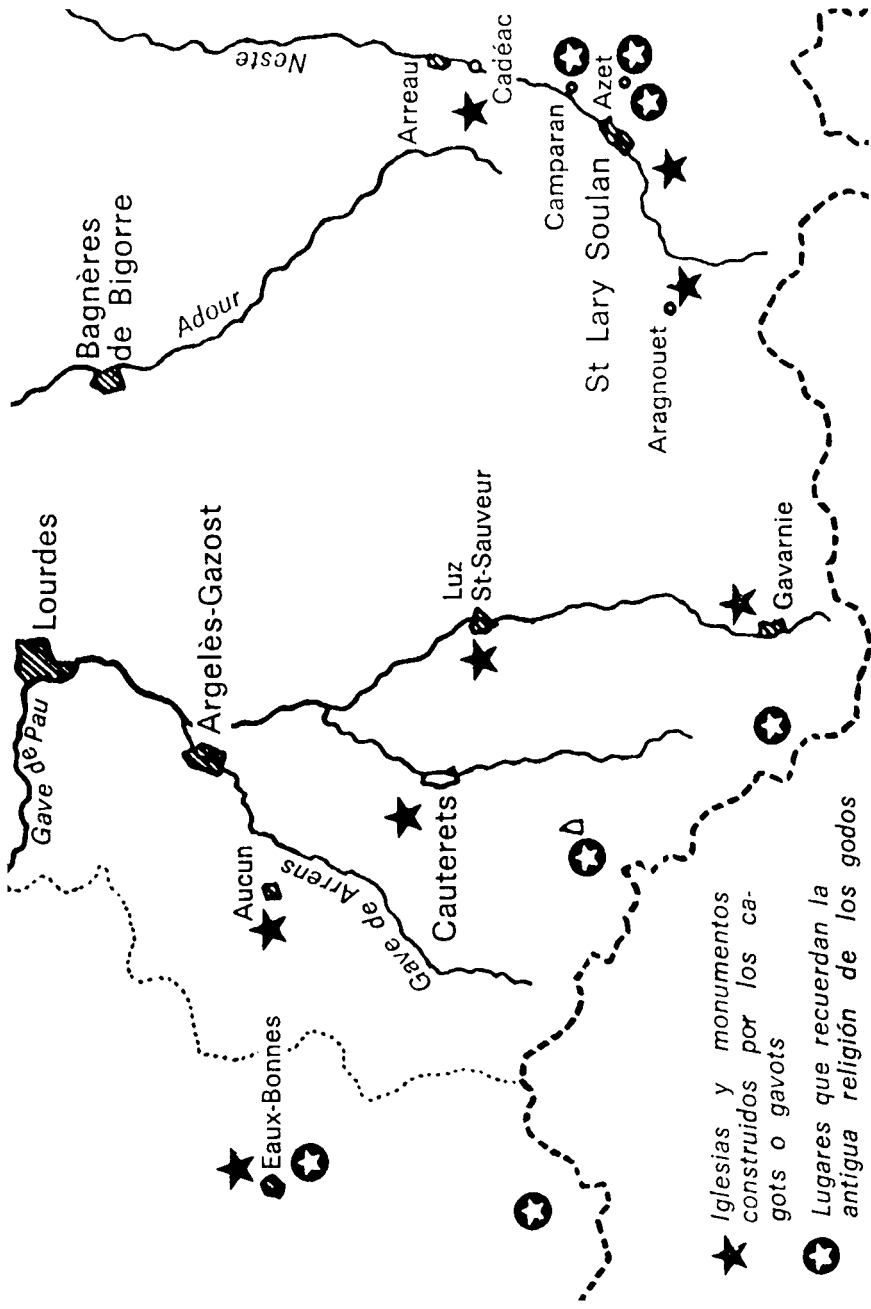 Gave de Pau
Lourdes
Bagnères
de Bigorre
Neste
Adour
Argelès-Gazost
Arreau
Cadéac
Aucun
Eaux-Bonnes
Gave de Arrens
Cauterets
Luz
St-Sauveur
Camparan
Azet
St Lary Soulan
Aragnouet
Gavarnie
Iglesias y monumentos
construidos por los ca-
gots o gavots
Lugares que recuerdan la
antigua religión de los godos